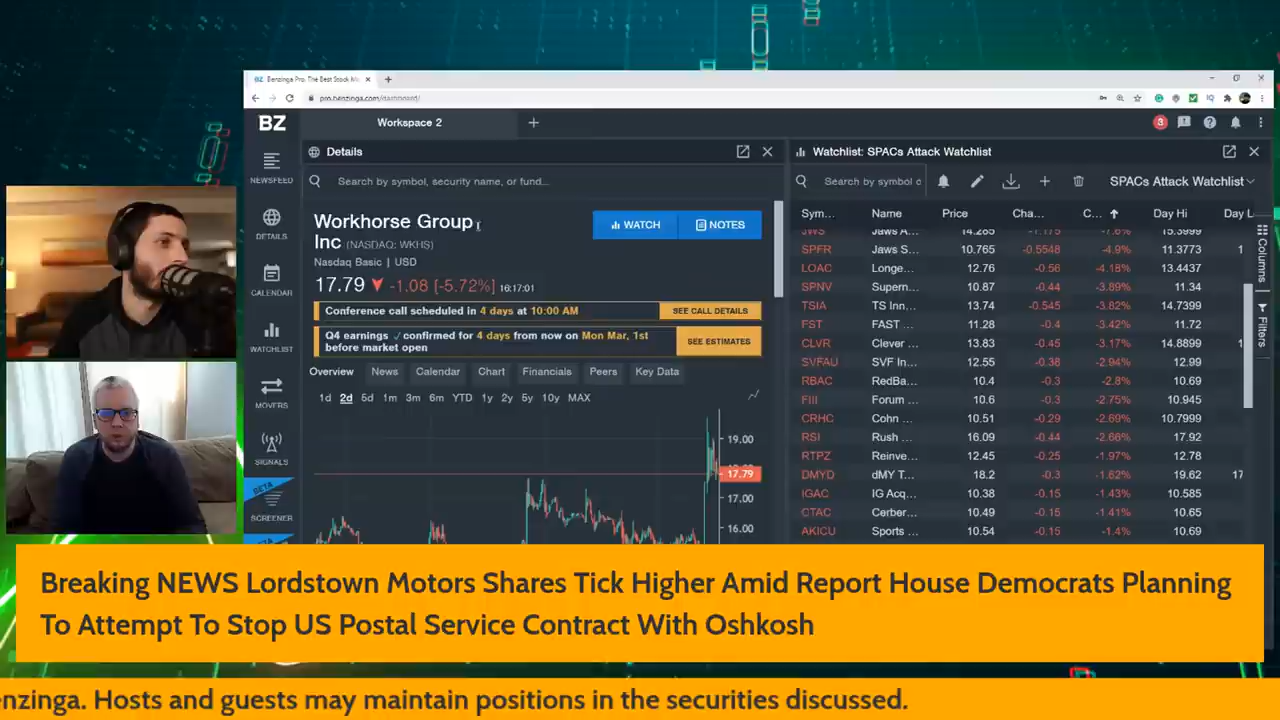 Benzinga Pro: The Best Stock Ma
pro.benzinga.com/dashboard/
BZ
Workspace 2
3
NEWSFEED
DETAILS
CALENDAR
WATCHLIST
MOVERS
SIGNALS
BETA
SCREENER
Details
Search by symbol, security name, or fund...
Workhorse Group
Inc (NASDAQ: WKHS)
Nasdaq Basic | USD
17.79 -1.08 [-5.72%] 16:17:01
WATCH
NOTES
Conference call scheduled in 4 days at 10:00 AM
SEE CALL DETAILS
Q4 earnings ✓confirmed for 4 days from now on Mon Mar, 1st
before market open
SEE ESTIMATES
Overview News Calendar Chart Financials Peers Key Data
1d 2d 5d 1m 3m 6m YTD 1y 2y 5y 10y MAX
19.00
17.79
17.00
16.00
Watchlist: SPACs Attack Watchlist
Search by symbol o
SPACs Attack Watchlist
Sym... Name Price Cha... C... Day Hi Day L
JWS Jaws A... 14.285 -1.175 -7.6% 15.3999
SPFR Jaws S... 10.765 -0.5548 -4.9% 11.3773 1
LOAC Longe... 12.76 -0.56 -4.18% 13.4437
SPNV Supern... 10.87 -0.44 -3.89% 11.34
TSIA TS Inn... 13.74 -0.545 -3.82% 14.7399
FST FAST ... 11.28 -0.4 -3.42% 11.72
CLVR Clever ... 13.83 -0.45 -3.17% 14.8899 1
SVFAU SVF In... 12.55 -0.38 -2.94% 12.99
RBAC RedBa... 10.4 -0.3 -2.8% 10.69
FIII Forum ... 10.6 -0.3 -2.75% 10.945
CRHC Cohn ... 10.51 -0.29 -2.69% 10.7999
RSI Rush ... 16.09 -0.44 -2.66% 17.92
RTPZ Reinve... 12.45 -0.25 -1.97% 12.78
DMYD dMY T... 18.2 -0.3 -1.62% 19.62 17
IGAC IG Acq... 10.38 -0.15 -1.43% 10.585
CTAC Cerber... 10.49 -0.15 -1.41% 10.65
AKICU Sports ... 10.54 -0.15 -1.4% 10.69
Columns
Filters
Breaking NEWS Lordstown Motors Shares Tick Higher Amid Report House Democrats Planning
To Attempt To Stop US Postal Service Contract With Oshkosh
enzinga. Hosts and guests may maintain positions in the securities discussed.